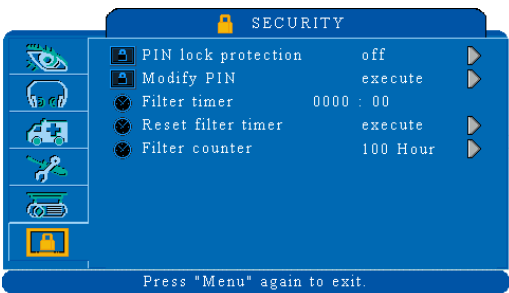 SECURITY
PIN lock protection off
Modify PIN execute
Filter timer 0000 : 00
Reset filter timer execute
Filter counter 100 Hour
Press "Menu" again to exit.